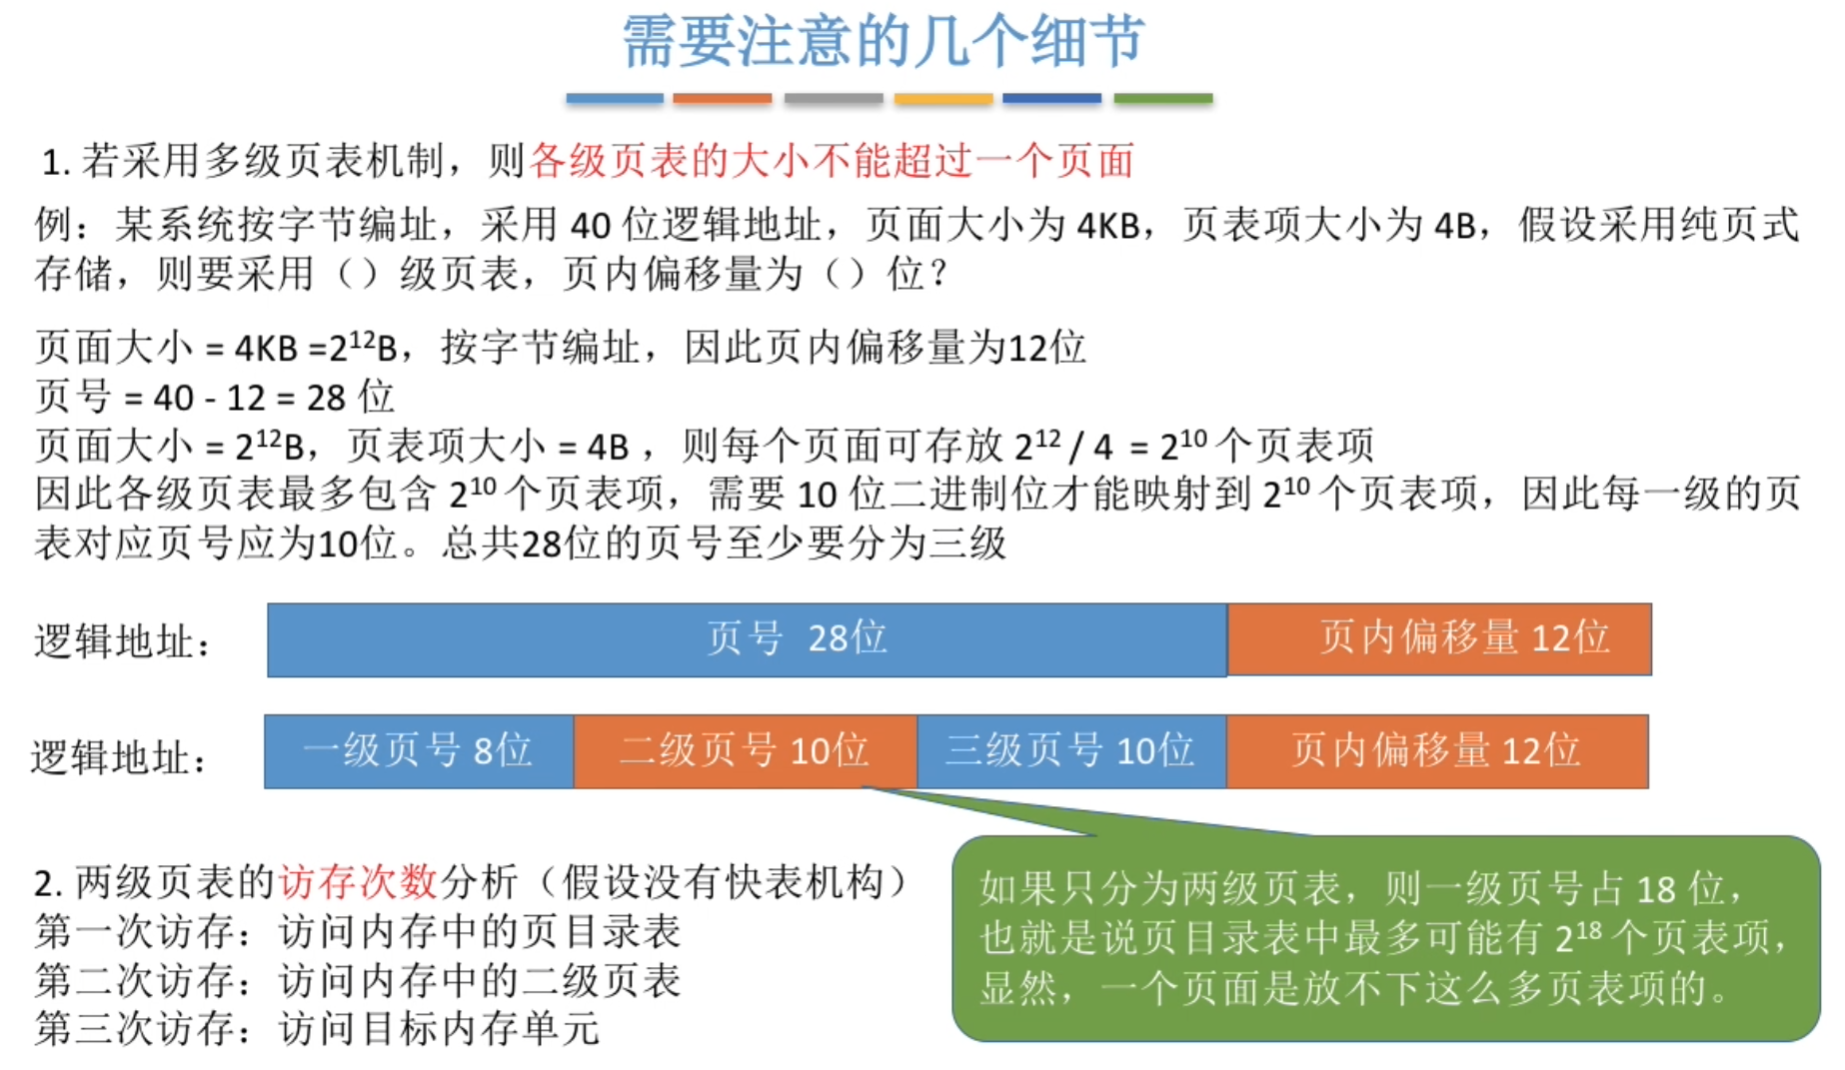 需要注意的几个细节
1. 若采用多级页表机制，则各级页表的大小不能超过一个页面
例：某系统按字节编址，采用 40 位逻辑地址，页面大小为 4KB，页表项大小为 4B，假设采用纯页式
存储，则要采用（）级页表，页内偏移量为（）位？
页面大小 = 4KB =2¹²B，按字节编址，因此页内偏移量为12位
页号 = 40 - 12 = 28 位
页面大小 = 2¹²B，页表项大小 = 4B ，则每个页面可存放 2¹² / 4 = 2¹⁰ 个页表项
因此各级页表最多包含 2¹⁰ 个页表项，需要 10 位二进制位才能映射到 2¹⁰ 个页表项，因此每一级的页
表对应页号应为10位。总共28位的页号至少要分为三级
逻辑地址： 页号 28位 页内偏移量 12位
逻辑地址： 一级页号 8位 二级页号 10位 三级页号 10位 页内偏移量 12位
2. 两级页表的访存次数分析（假设没有快表机构）
第一次访存：访问内存中的页目录表
第二次访存：访问内存中的二级页表
第三次访存：访问目标内存单元
如果只分为两级页表，则一级页号占 18 位，
也就是说页目录表中最多可能有 2¹⁸ 个页表项，
显然，一个页面是放不下这么多页表项的。